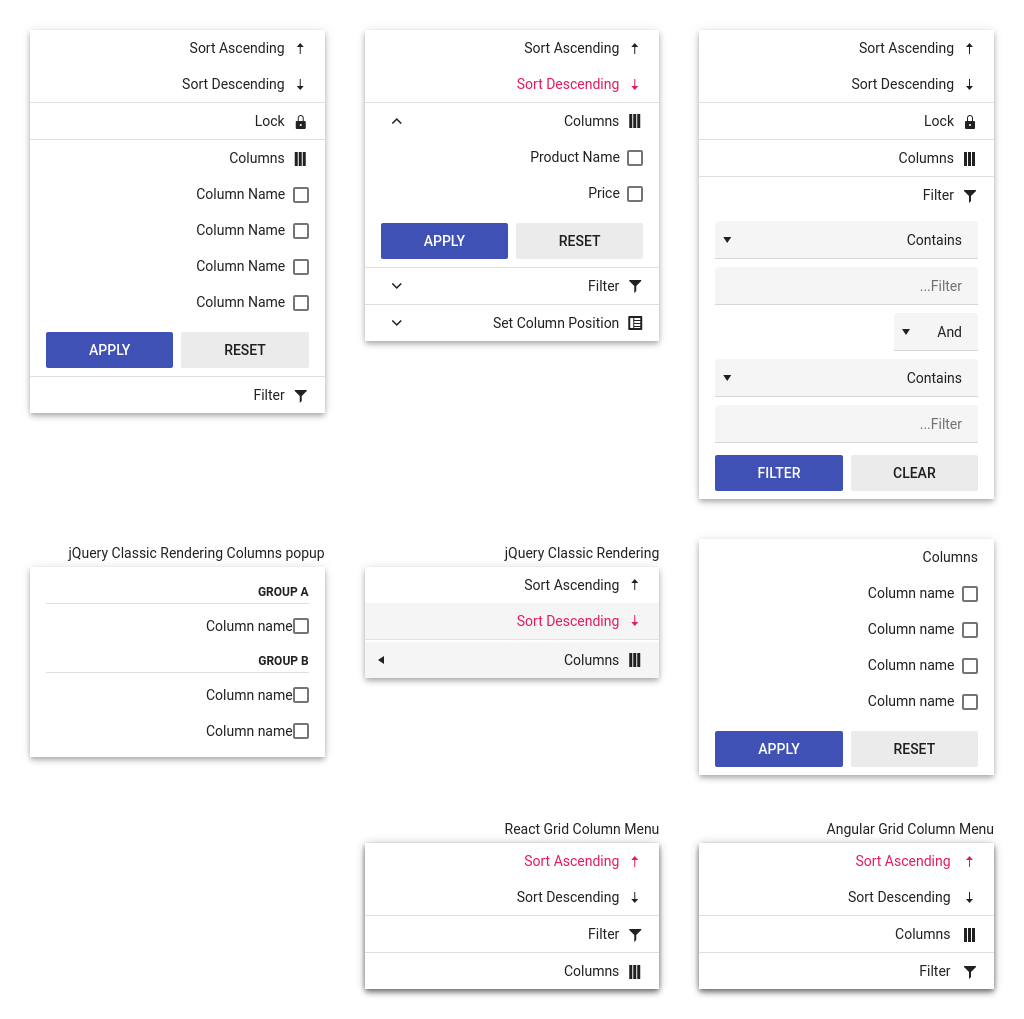 Sort Ascending
Sort Descending
Lock
Columns
Column Name
Column Name
Column Name
Column Name
APPLY RESET
Filter
Sort Ascending
Sort Descending
Columns
Product Name
Price
APPLY RESET
Filter
Set Column Position
Sort Ascending
Sort Descending
Lock
Columns
Filter
Contains
...Filter
And
Contains
...Filter
FILTER CLEAR
jQuery Classic Rendering Columns popup
GROUP A
Column name
GROUP B
Column name
Column name
jQuery Classic Rendering
Sort Ascending
Sort Descending
Columns
Columns
Column name
Column name
Column name
Column name
APPLY RESET
React Grid Column Menu
Sort Ascending
Sort Descending
Filter
Columns
Angular Grid Column Menu
Sort Ascending
Sort Descending
Columns
Filter